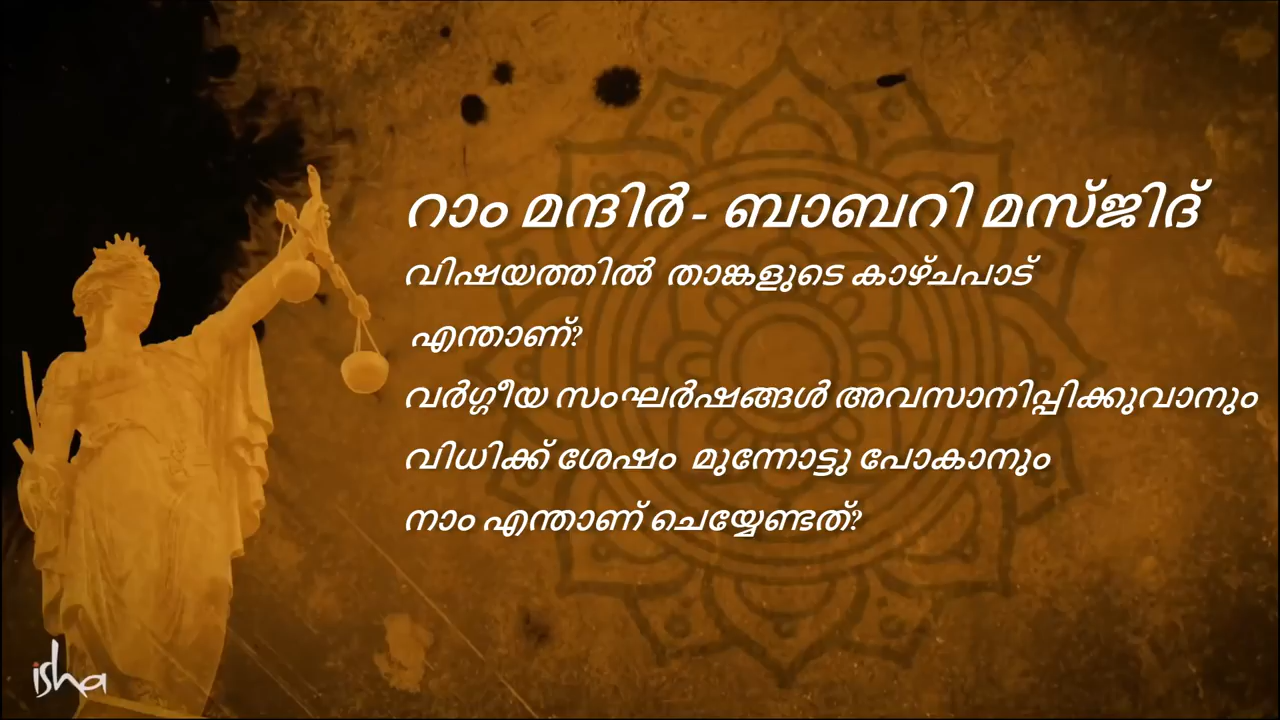 റാം മന്ദിർ - ബാബറി മസ്ജിദ്
വിഷയത്തിൽ താങ്കളുടെ കാഴ്ചപാട്
എന്താണ്?
വർഗ്ഗീയ സംഘർഷങ്ങൾ അവസാനിപ്പിക്കുവാനും
വിധിക്ക് ശേഷം മുന്നോട്ടു പോകാനും
നാം എന്താണ് ചെയ്യേണ്ടത്?
isha